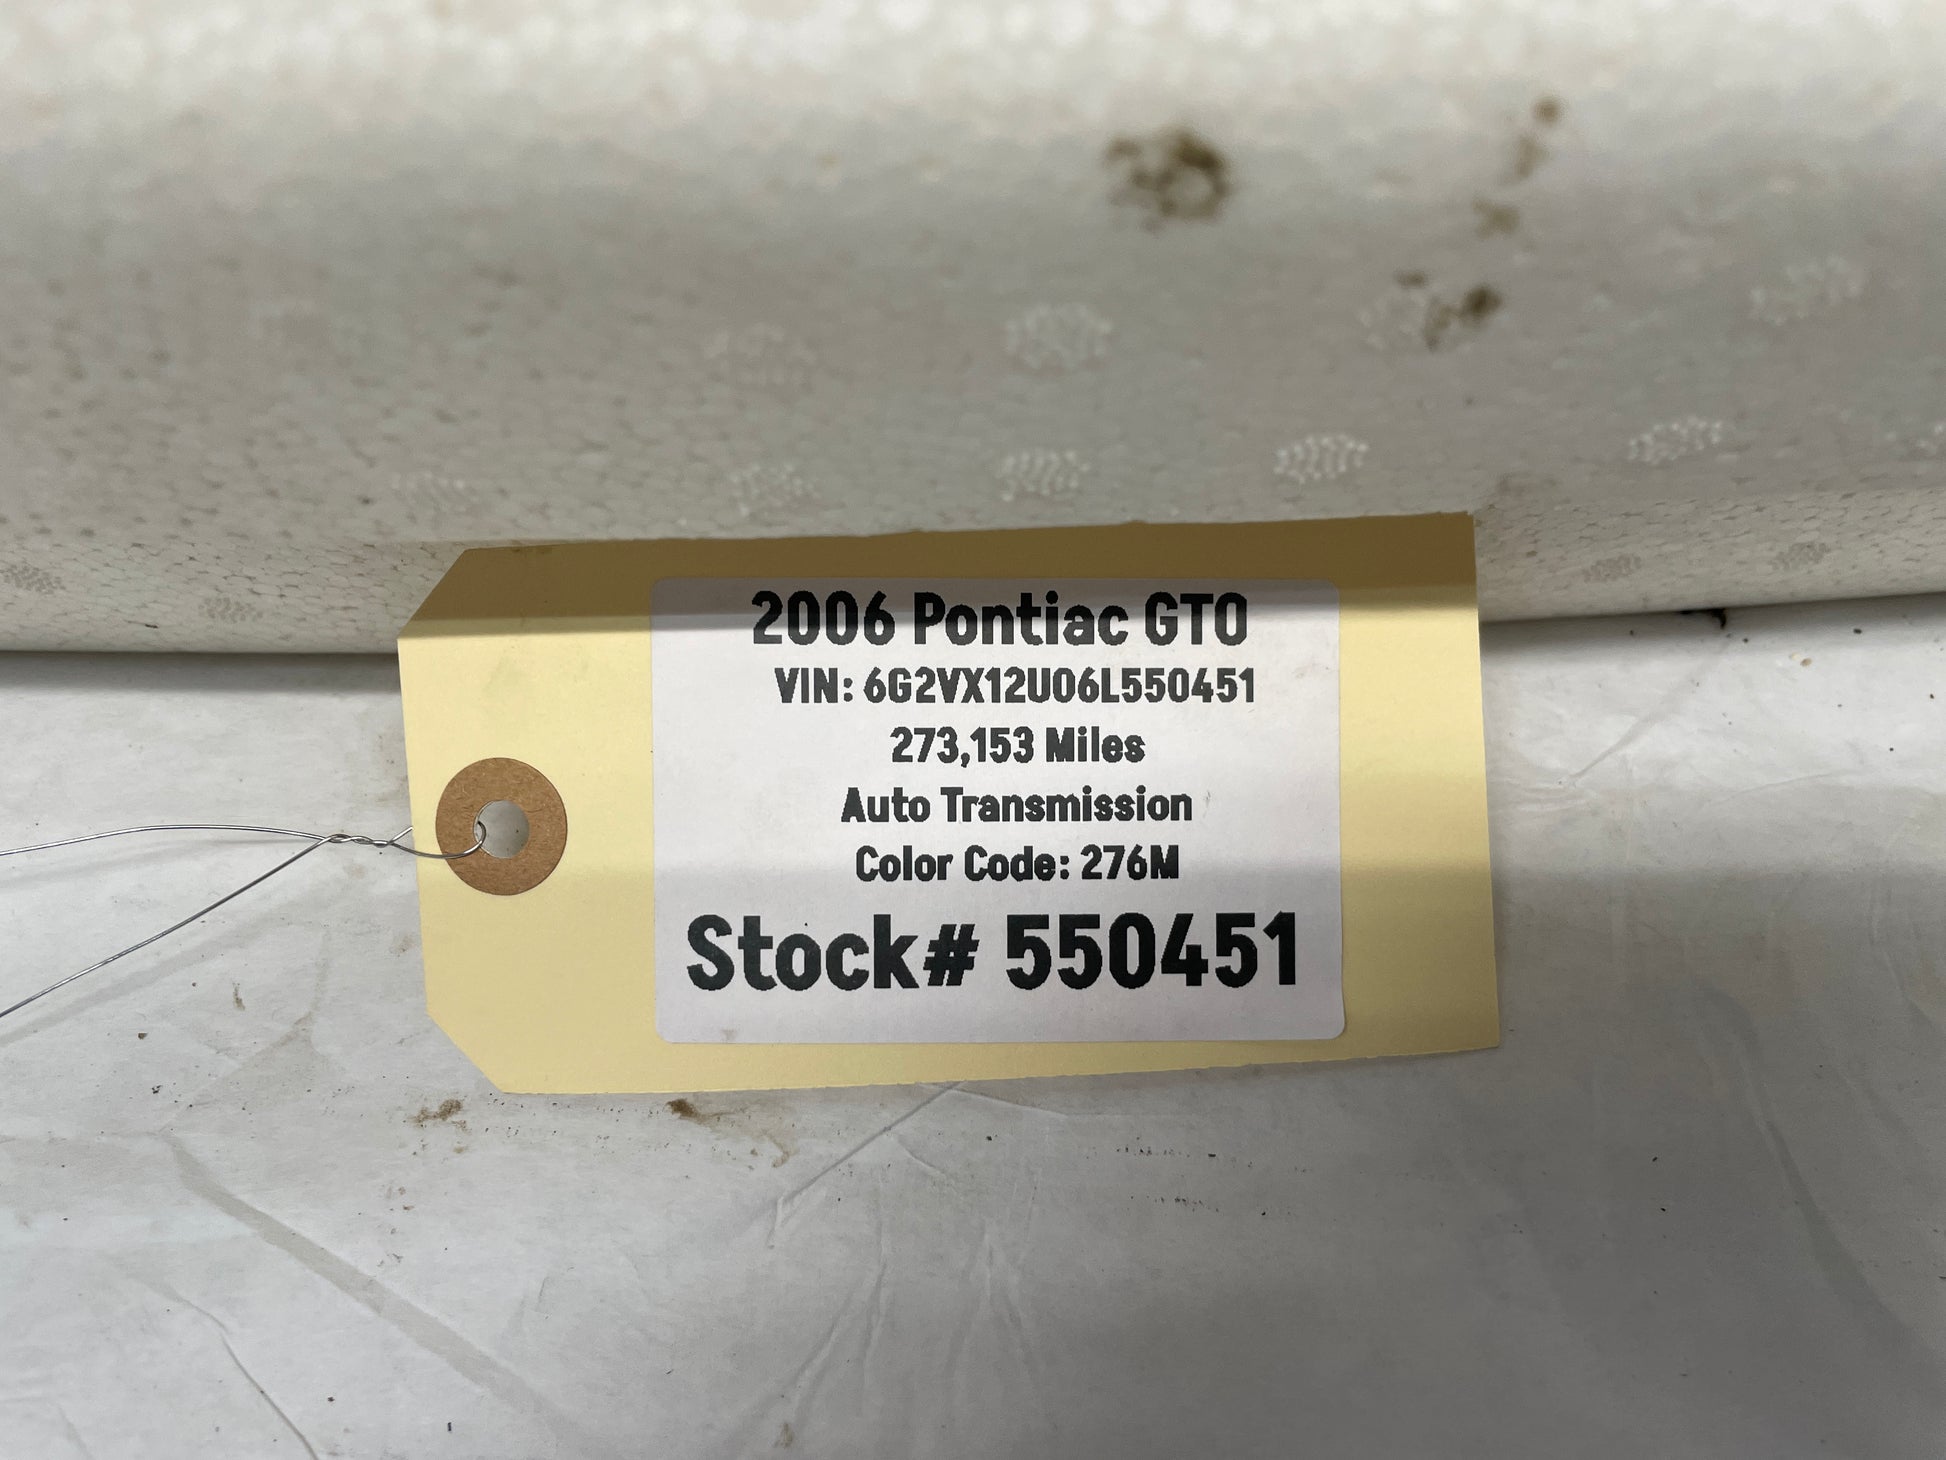 2006 Pontiac GTO
VIN: 6G2VX12U06L550451
273,153 Miles
Auto Transmission
Color Code: 276M
Stock# 550451